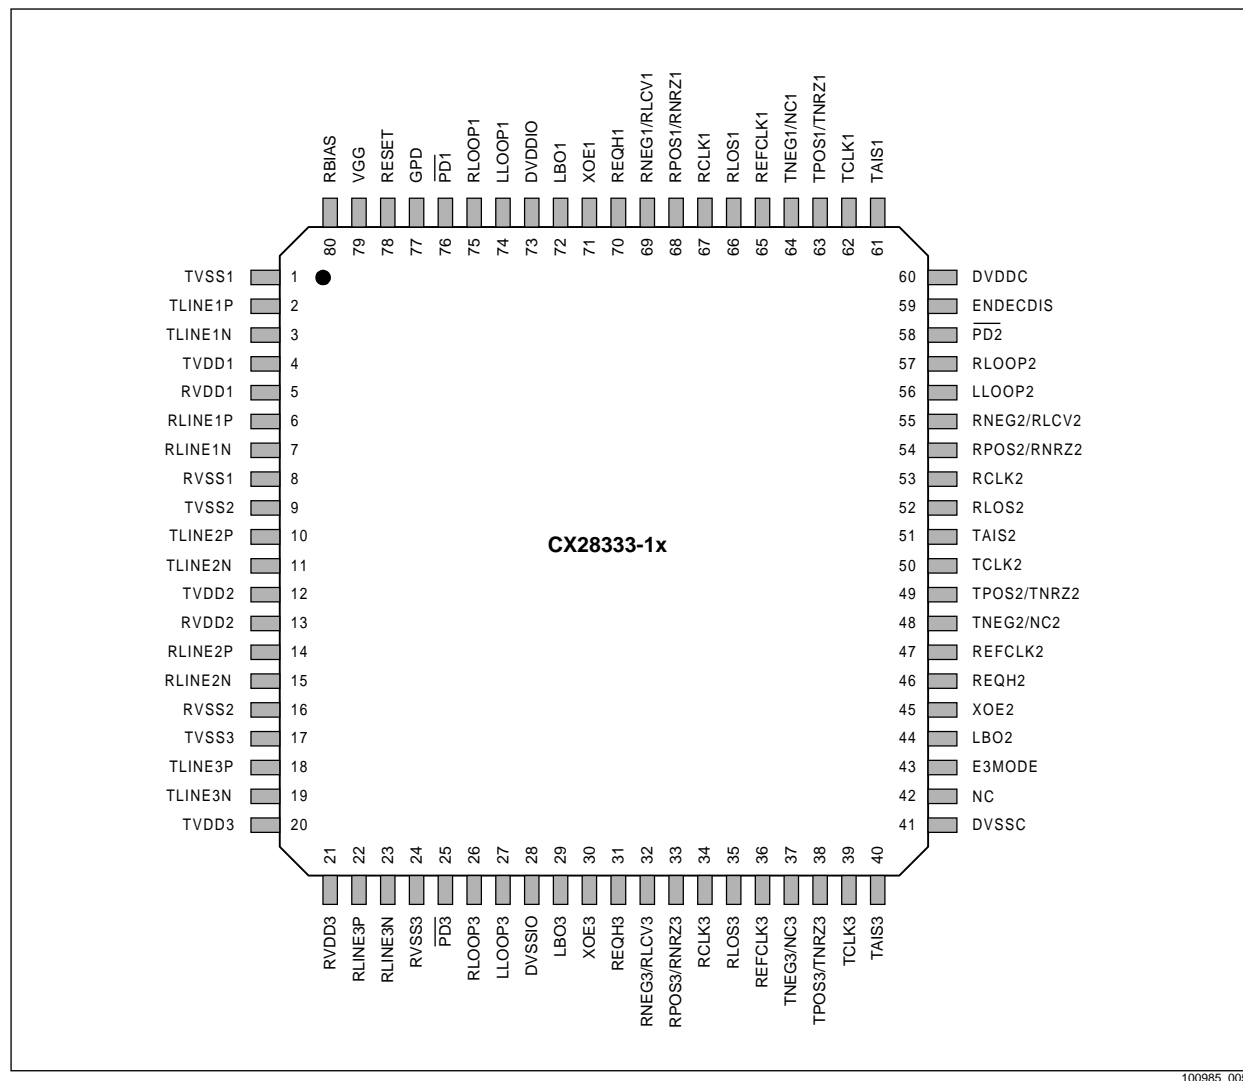 RBIAS
VGG
RESET
GPD
PD1
RLOOP1
LLOOP1
DVDDIO
LBO1
XOE1
REQH1
RNEG1/RLCV1
RPOS1/RNRZ1
RCLK1
RLOS1
REFCLK1
TNEG1/NC1
TPOS1/TNRZ1
TCLK1
TAIS1
80 79 78 77 76 75 74 73 72 71 70 69 68 67 66 65 64 63 62 61
TVSS1 1
TLINE1P 2
TLINE1N 3
TVDD1 4
RVDD1 5
RLINE1P 6
RLINE1N 7
RVSS1 8
TVSS2 9
TLINE2P 10
TLINE2N 11
TVDD2 12
RVDD2 13
RLINE2P 14
RLINE2N 15
RVSS2 16
TVSS3 17
TLINE3P 18
TLINE3N 19
TVDD3 20
CX28333-1x
60 DVDDC
59 ENDECDIS
58 PD2
57 RLOOP2
56 LLOOP2
55 RNEG2/RLCV2
54 RPOS2/RNRZ2
53 RCLK2
52 RLOS2
51 TAIS2
50 TCLK2
49 TPOS2/TNRZ2
48 TNEG2/NC2
47 REFCLK2
46 REQH2
45 XOE2
44 LBO2
43 E3MODE
42 NC
41 DVSSC
21 22 23 24 25 26 27 28 29 30 31 32 33 34 35 36 37 38 39 40
RVDD3
RLINE3P
RLINE3N
RVSS3
PD3
RLOOP3
LLOOP3
DVSSIO
LBO3
XOE3
REQH3
RNEG3/RLCV3
RPOS3/RNRZ3
RCLK3
RLOS3
REFCLK3
TNEG3/NC3
TPOS3/TNRZ3
TCLK3
TAIS3